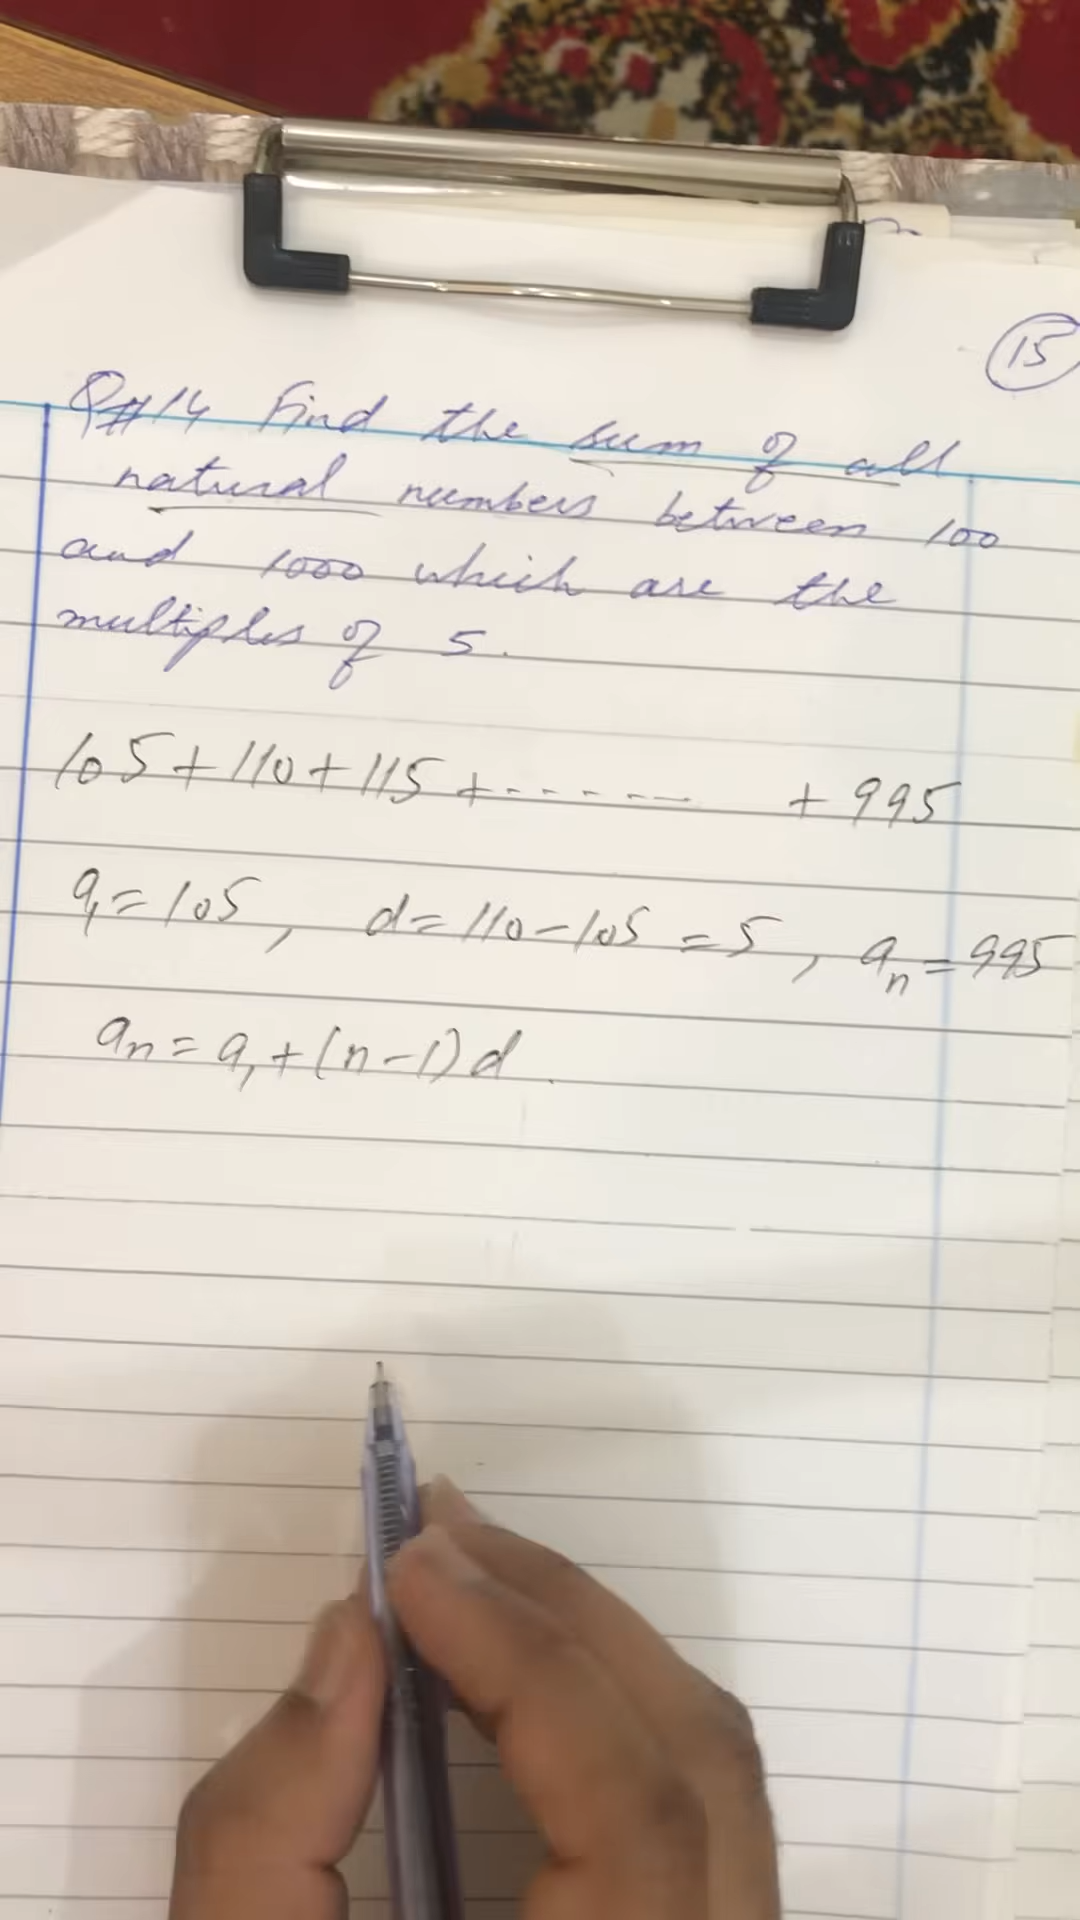 15
Q#14 Find the sum of all
natural numbers between 100
and 1000 which are the
multiples of 5.
105+110+115+------- +995
a₁=105, d=110-105=5, aₙ=995
aₙ=a₁+(n-1)d.